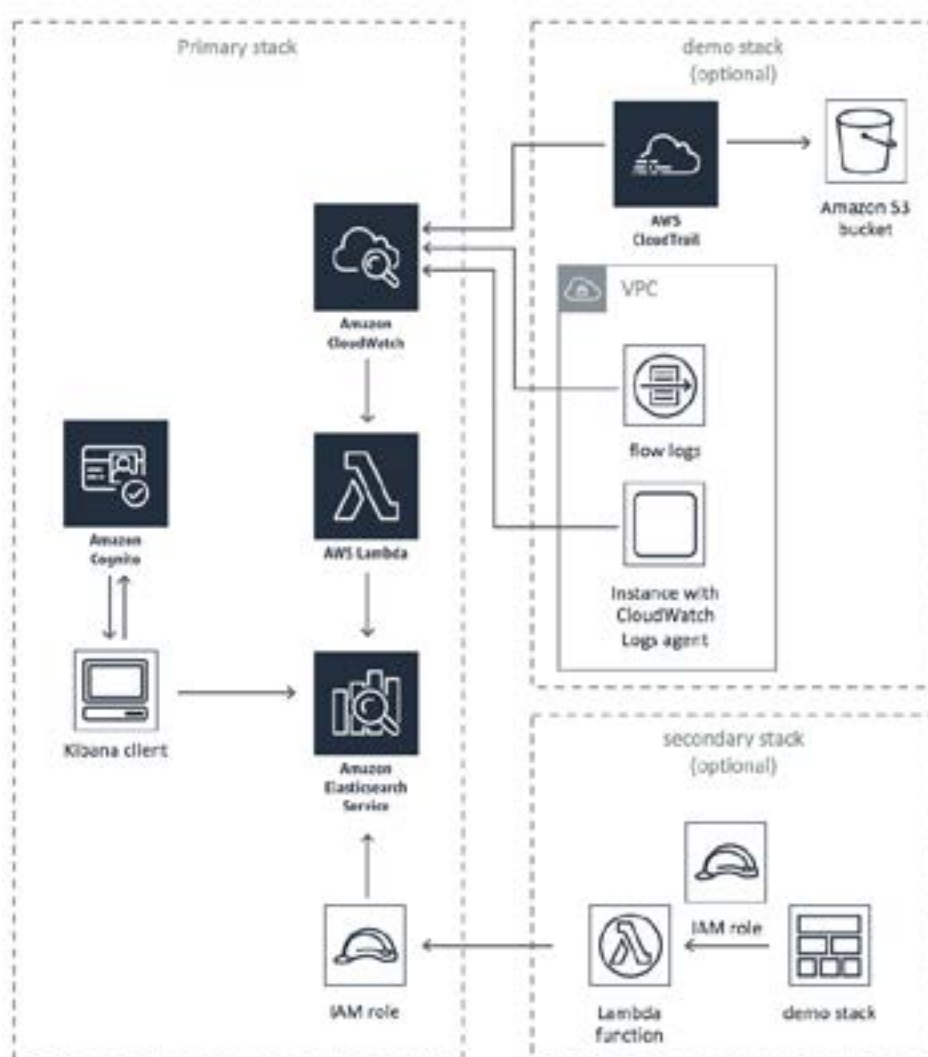 Primary stack
demo stack
(optional)
AWS
CloudTrail
Amazon S3
bucket
Amazon
CloudWatch
VPC
flow logs
Amazon
Cognito
AWS Lambda
Instance with
CloudWatch
Logs agent
Kibana client
Amazon
Elasticsearch
Service
secondary stack
(optional)
IAM role
IAM role
Lambda
function
demo stack